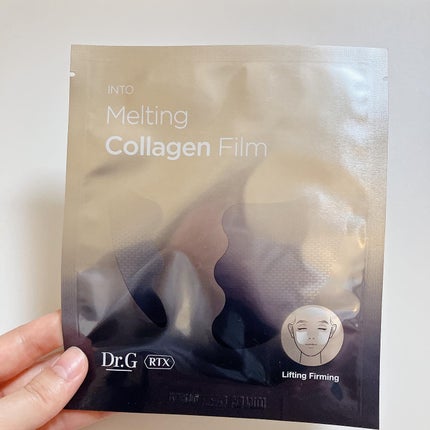 INTO
Melting
Collagen Film
Dr.G RTX
Lifting Firming